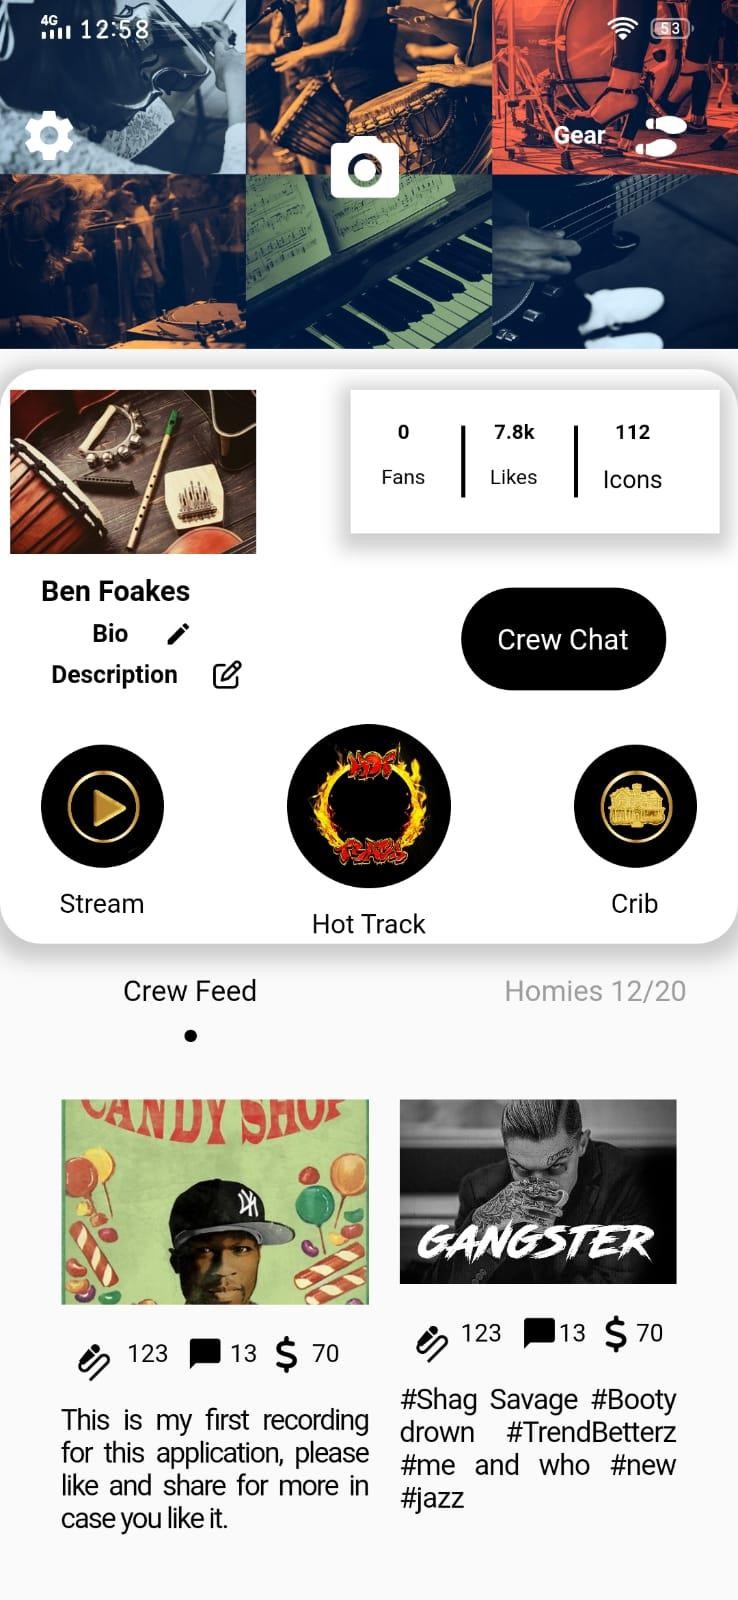 4G 12:58 53
Gear
0 7.8k 112
Fans Likes Icons
Ben Foakes
Bio
Description
Crew Chat
HOT
TRACK
Stream
Hot Track
Crib
Crew Feed Homies 12/20
CANDY SHOP
NY
GANGSTER
123 13 $ 70
123 13 $ 70
This is my first recording
for this application, please
like and share for more in
case you like it.
#Shag Savage #Booty
drown #TrendBetterz
#me and who #new
#jazz